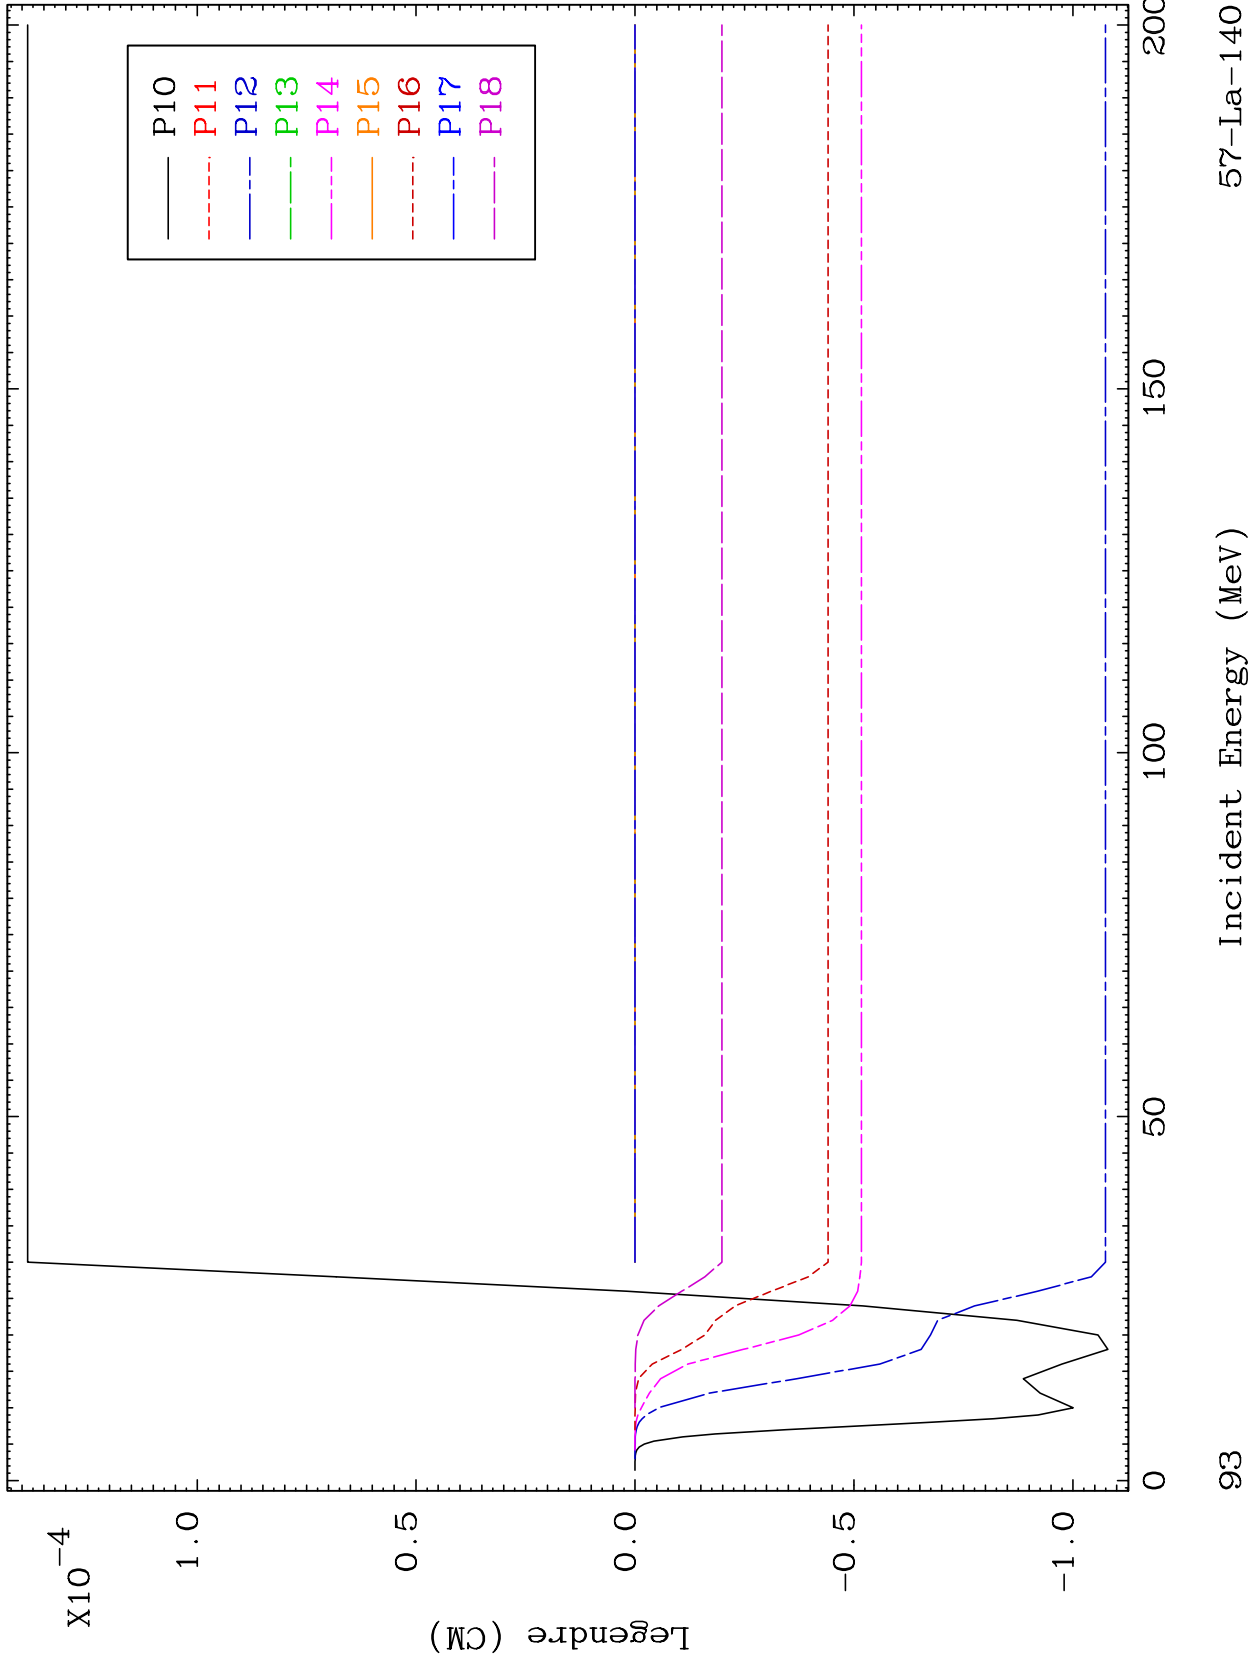 X10-4
1.0
0.5
0.0
-0.5
-1.0
Legendre (CM)
P10
P11
P12
P13
P14
P15
P16
P17
P18
0 50 100 150 200
Incident Energy (MeV)
93
57-La-140